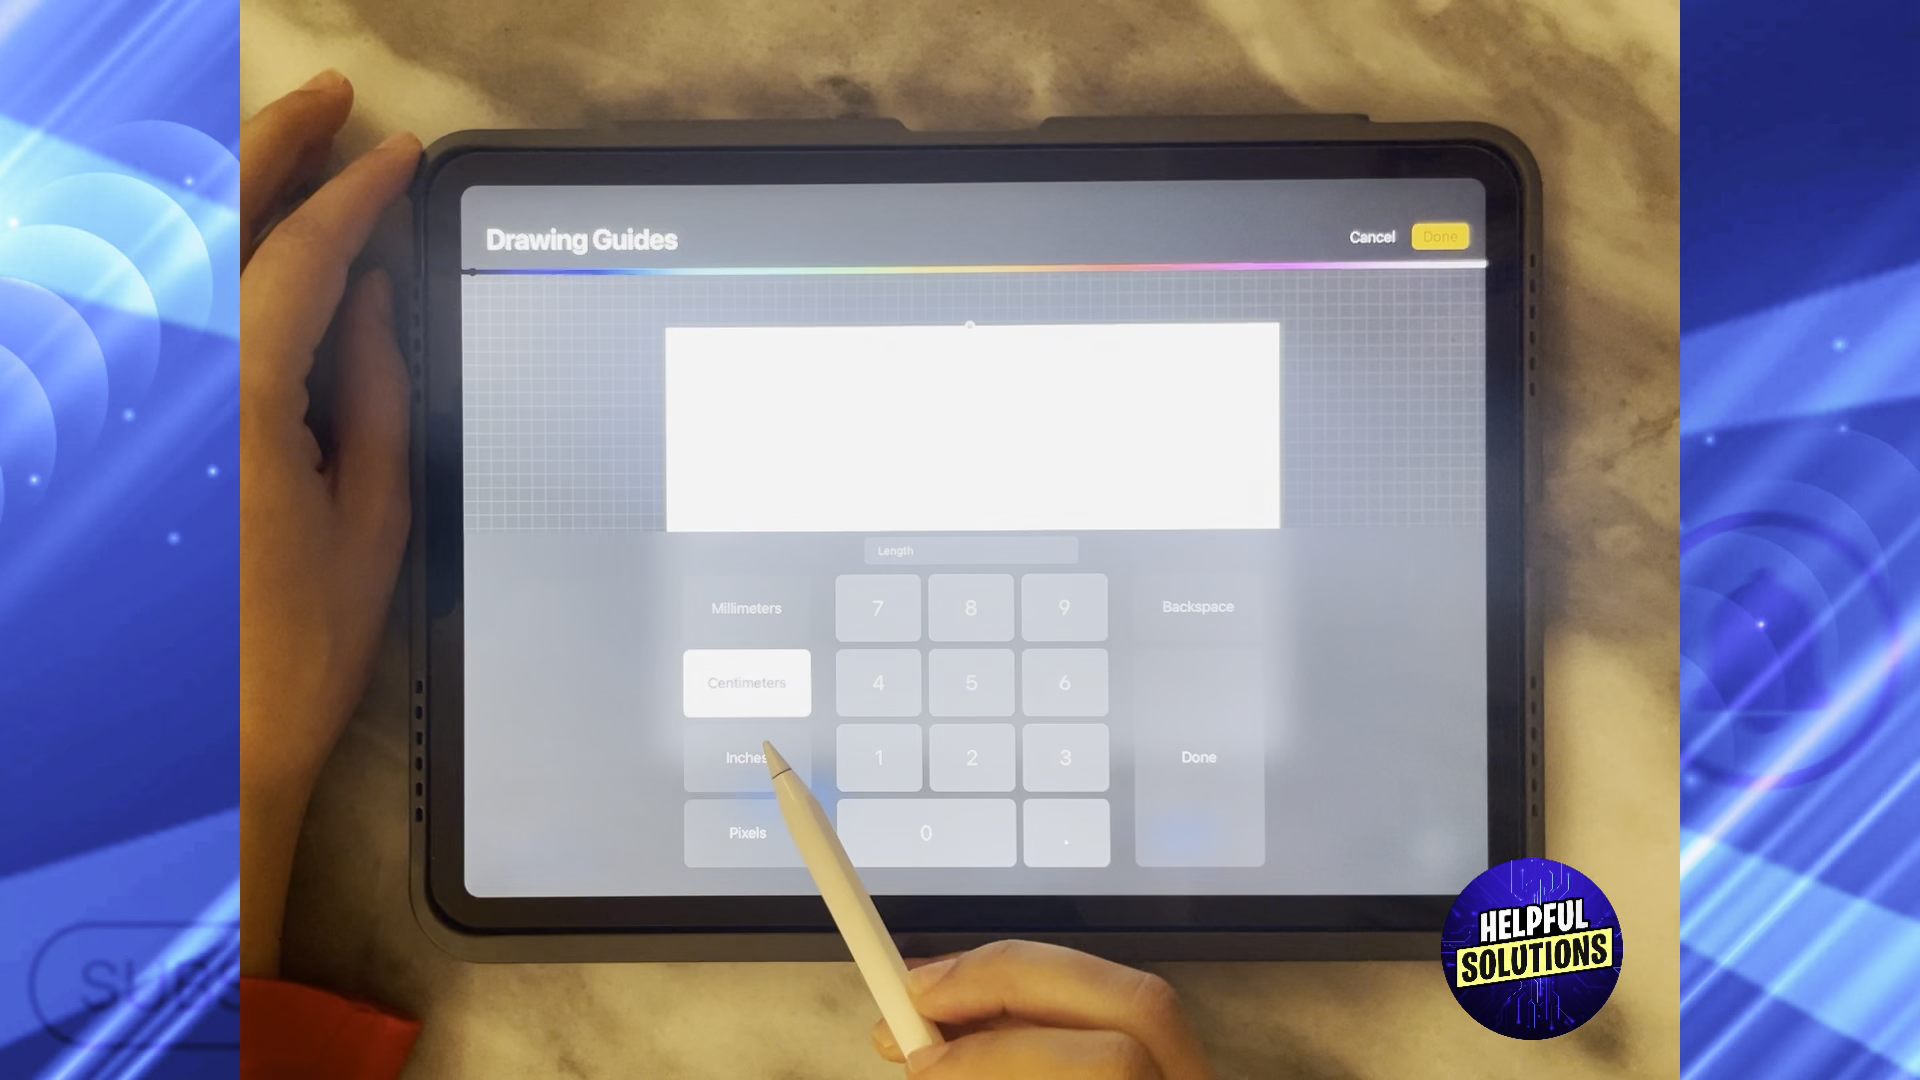 Drawing Guides
Cancel
Done
Length
Millimeters
7
8
9
Backspace
Centimeters
4
5
6
Inches
1
2
3
Done
Pixels
0
.
HELPFUL
SOLUTIONS